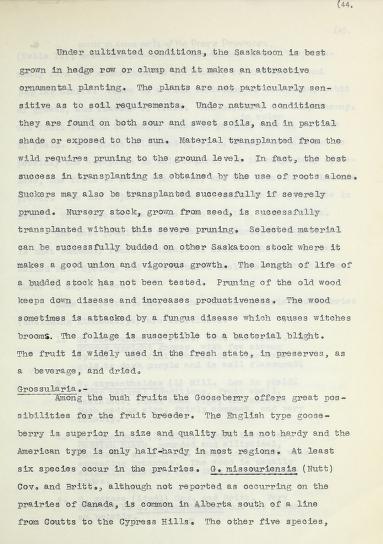 (44.
Under cultivated conditions, the Saskatoon is best
grown in hedge row or clump and it makes an attractive
ornamental planting. The plants are not particularly sen-
sitive as to soil requirements. Under natural conditions
they are found on both sour and sweet soils, and in partial
shade or exposed to the sun. Material transplanted from the
wild requires pruning to the ground level. In fact, the best
success in transplanting is obtained by the use of roots alone.
Suckers may also be transplanted successfully if severely
pruned. Nursery stock, grown from seed, is successfully
transplanted without this severe pruning. Selected material
can be successfully budded on other Saskatoon stock where it
makes a good union and vigorous growth. The length of life of
a budded stock has not been tested. Pruning of the old wood
keeps down disease and increases productiveness. The wood
sometimes is attacked by a fungus disease which causes witches
brooms. The foliage is susceptible to a bacterial blight.
The fruit is widely used in the fresh state, in preserves, as
a beverage, and dried.
Grossularia.-
Among the bush fruits the Gooseberry offers great pos-
sibilities for the fruit breeder. The English type goose-
berry is superior in size and quality but is not hardy and the
American type is only half-hardy in most regions. At least
six species occur in the prairies. G. missouriensis (Nutt)
Cov. and Britt., although not reported as occurring on the
prairies of Canada, is common in Alberta south of a line
from Coutts to the Cypress Hills. The other five species,